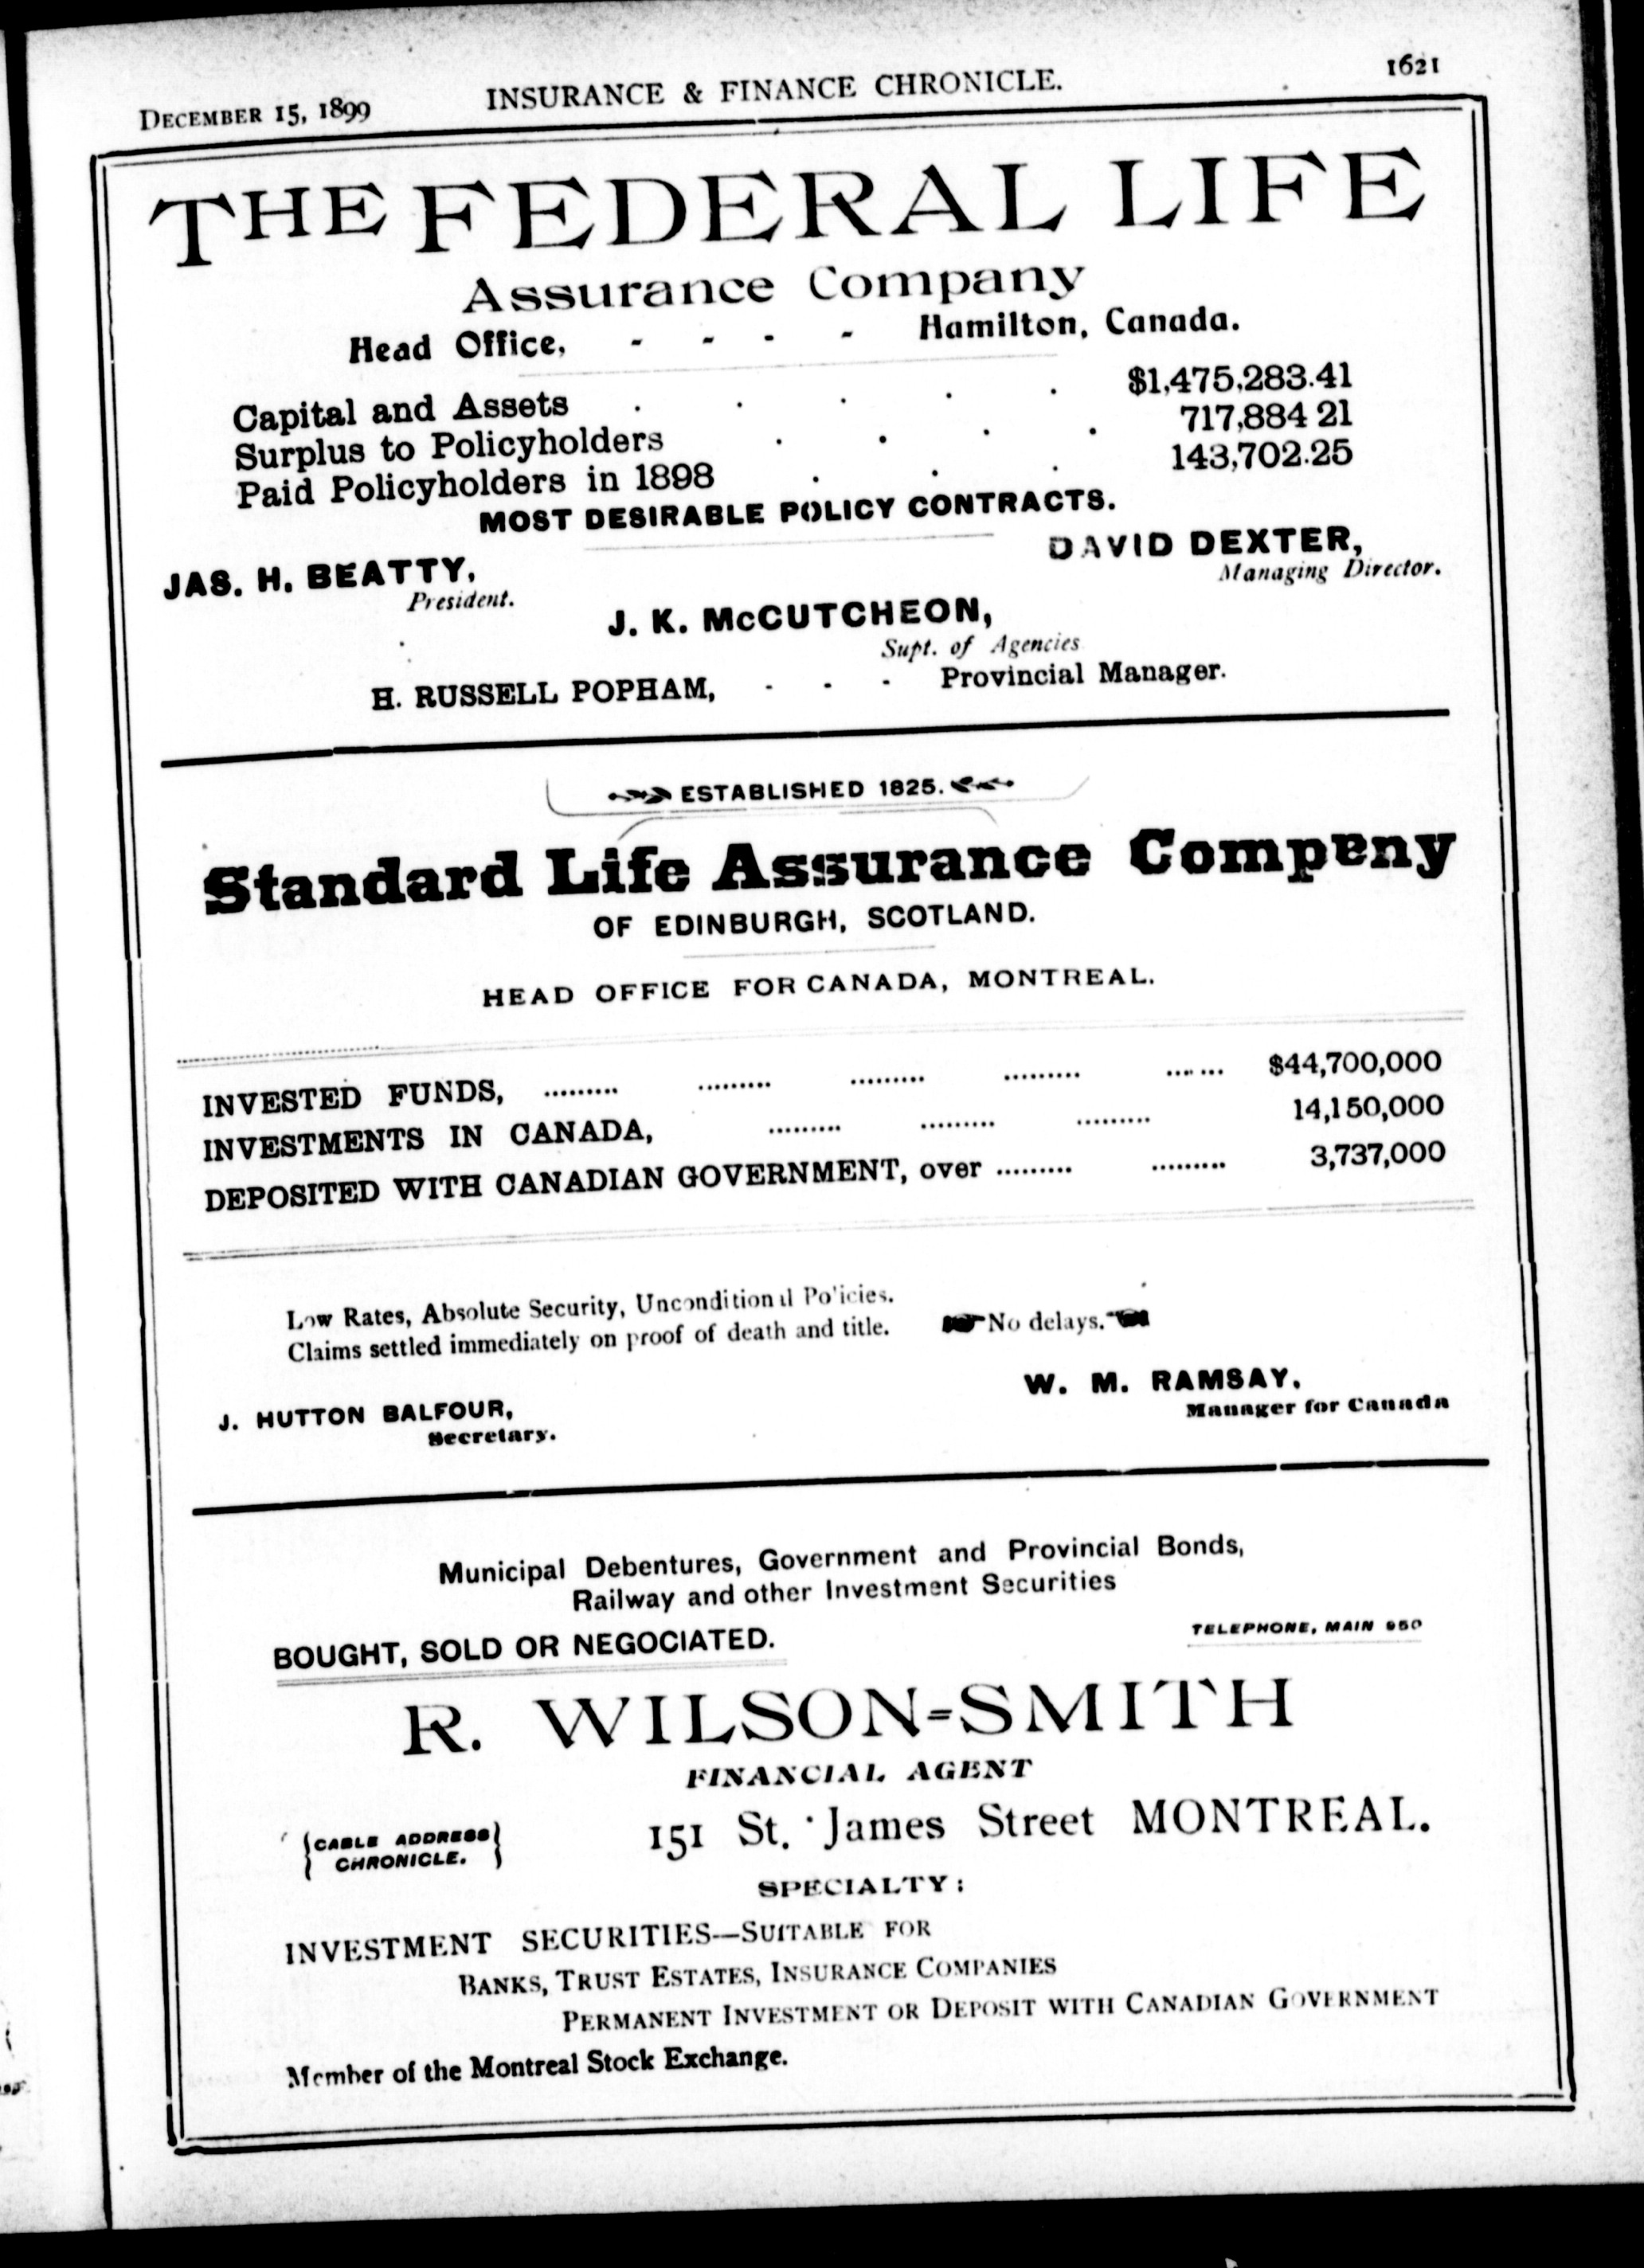 DECEMBER 15, 1899 INSURANCE & FINANCE CHRONICLE. 1621
THE FEDERAL LIFE
Assurance Company
Head Office, - - - - Hamilton, Canada.
Capital and Assets . . . . . $1,475,283.41
Surplus to Policyholders . . . . 717,884 21
Paid Policyholders in 1898 . . . 143,702.25
MOST DESIRABLE POLICY CONTRACTS.
JAS. H. BEATTY, DAVID DEXTER,
President. Managing Director.
J. K. McCUTCHEON,
Supt. of Agencies
H. RUSSELL POPHAM, - - - Provincial Manager.
ESTABLISHED 1825.
Standard Life Assurance Company
OF EDINBURGH, SCOTLAND.
HEAD OFFICE FOR CANADA, MONTREAL.
INVESTED FUNDS, ......... ......... ......... ......... ...... $44,700,000
INVESTMENTS IN CANADA, ......... ......... ......... 14,150,000
DEPOSITED WITH CANADIAN GOVERNMENT, over ......... ......... 3,737,000
Low Rates, Absolute Security, Unconditional Policies.
Claims settled immediately on proof of death and title. No delays.
J. HUTTON BALFOUR, W. M. RAMSAY,
Secretary. Manager for Canada
Municipal Debentures, Government and Provincial Bonds,
Railway and other Investment Securities
BOUGHT, SOLD OR NEGOCIATED. TELEPHONE, MAIN 950
R. WILSON-SMITH
FINANCIAL AGENT
CABLE ADDRESS
CHRONICLE.
151 St. James Street MONTREAL.
SPECIALTY:
INVESTMENT SECURITIES—SUITABLE FOR
BANKS, TRUST ESTATES, INSURANCE COMPANIES
PERMANENT INVESTMENT OR DEPOSIT WITH CANADIAN GOVERNMENT
Member of the Montreal Stock Exchange.